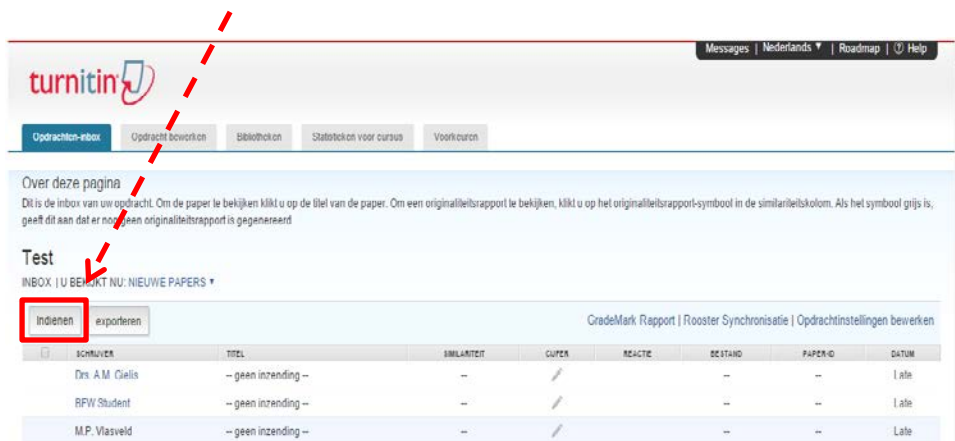 Messages | Nederlands ▼ | Roadmap | ? Help
turnitin
Opdrachten-inbox Opdracht bewerken Bibliotheken Statistieken voor cursus Voorkeuren
Over deze pagina
Dit is de inbox van uw opdracht. Om de paper te bekijken klikt u op de titel van de paper. Om een originaliteitsrapport te bekijken, klikt u op het originaliteitsrapport-symbool in de similariteitskolom. Als het symbool grijs is,
geeft dit aan dat er nog geen originaliteitsrapport is gegenereerd
Test
INBOX | U BEKIJKT NU: NIEUWE PAPERS ▼
Indienen exporteren GradeMark Rapport | Rooster Synchronisatie | Opdrachtinstellingen bewerken
SCHRIJVER TITEL SIMILARITEIT CIJFER REACTIE BESTAND PAPER-ID DATUM
Drs. A.M. Gielis -- geen inzending -- -- -- -- Late
BFW Student -- geen inzending -- -- -- -- Late
M.P. Vlasveld -- geen inzending -- -- -- -- Late